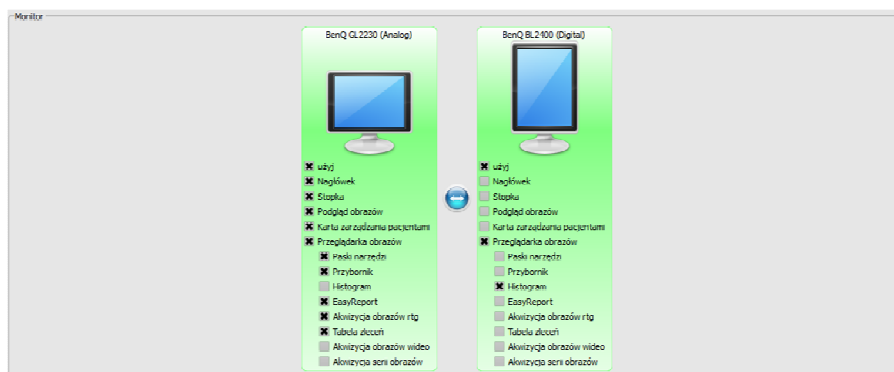 Monitor
BenQ GL2230 (Analog)
użyj
Nagłówek
Stopka
Podgląd obrazów
Karta zarządzania pacjentami
Przeglądarka obrazów
Paski narzędzi
Przybornik
Histogram
EasyReport
Akwizycja obrazów rtg
Tabela zleceń
Akwizycja obrazów wideo
Akwizycja serii obrazów
BenQ BL2400 (Digital)
użyj
Nagłówek
Stopka
Podgląd obrazów
Karta zarządzania pacjentami
Przeglądarka obrazów
Paski narzędzi
Przybornik
Histogram
EasyReport
Akwizycja obrazów rtg
Tabela zleceń
Akwizycja obrazów wideo
Akwizycja serii obrazów